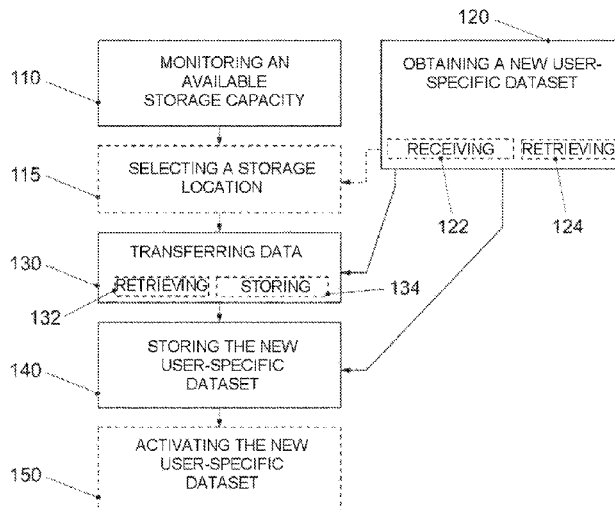 120
MONITORING AN
AVAILABLE
STORAGE CAPACITY
110
OBTAINING A NEW USER-
SPECIFIC DATASET
RECEIVING
RETRIEVING
122
124
SELECTING A STORAGE
LOCATION
115
TRANSFERRING DATA
130
RETRIEVING
STORING
132
134
STORING THE NEW
USER-SPECIFIC
DATASET
140
ACTIVATING THE NEW
USER-SPECIFIC
DATASET
150